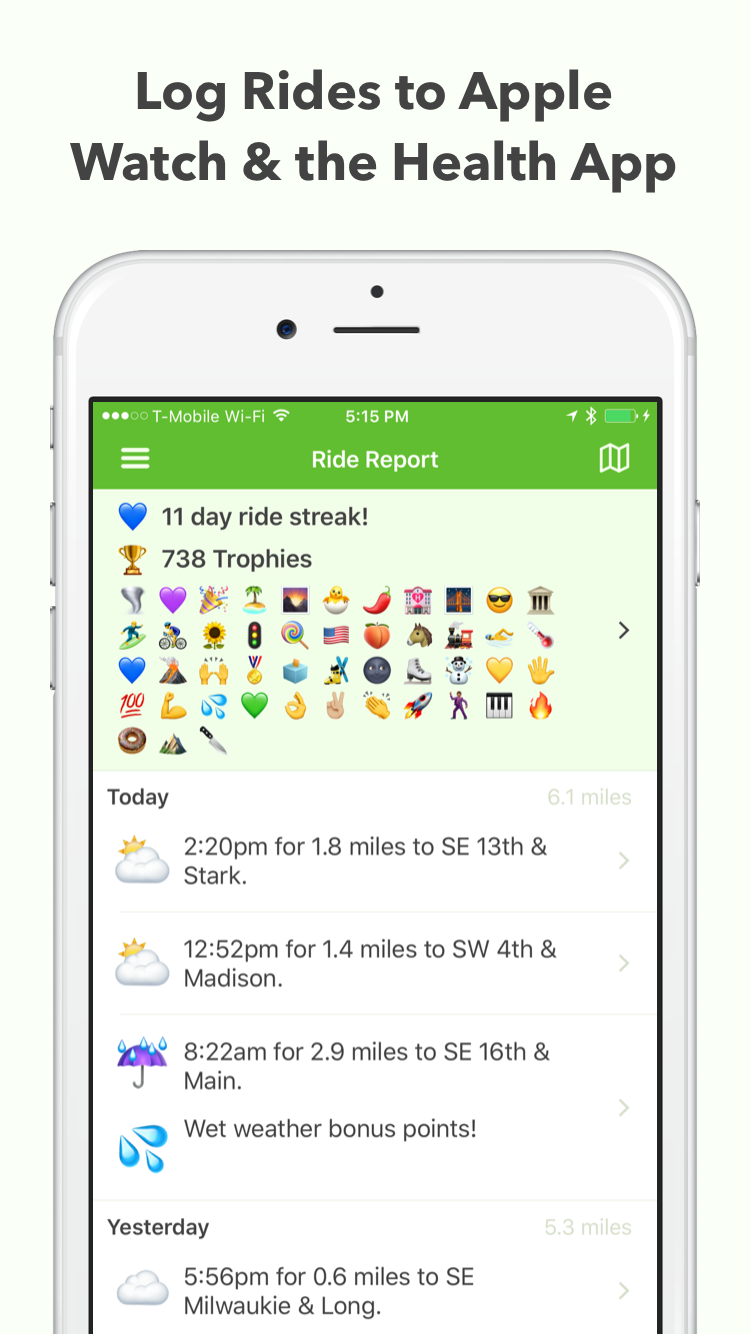 Log Rides to Apple
Watch & the Health App
T-Mobile Wi-Fi 5:15 PM
Ride Report
11 day ride streak!
738 Trophies
100
Today 6.1 miles
2:20pm for 1.8 miles to SE 13th &
Stark.
12:52pm for 1.4 miles to SW 4th &
Madison.
8:22am for 2.9 miles to SE 16th &
Main.
Wet weather bonus points!
Yesterday 5.3 miles
5:56pm for 0.6 miles to SE
Milwaukie & Long.